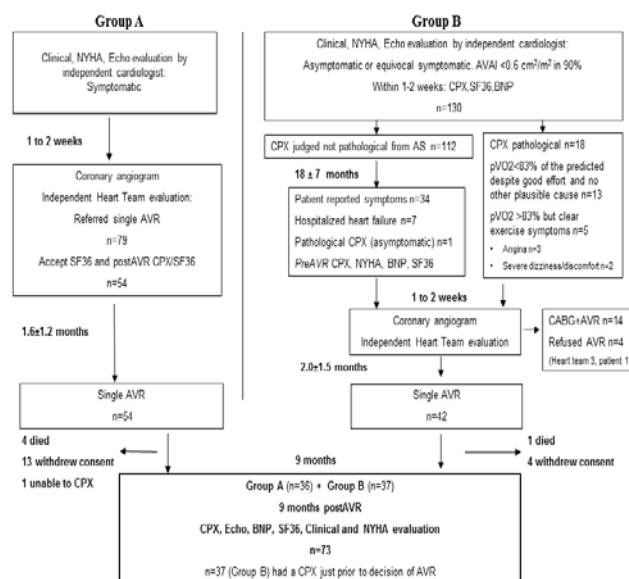 Group A
Clinical, NYHA, Echo evaluation by
independent cardiologist:
Symptomatic
1 to 2 weeks
Coronary angiogram
Independent Heart Team evaluation:
Referred single AVR
n=79
Accept SF36 and postAVR CPX/SF36
n=54
1.6±1.2 months
Single AVR
n=54
4 died
13 withdrew consent
1 unable to CPX
Group B
Clinical, NYHA, Echo evaluation by independent cardiologist:
Asymptomatic or equivocal symptomatic. AVAI <0.6 cm²/m² in 90%
Within 1-2 weeks: CPX,SF36,BNP
n=130
CPX judged not pathological from AS n=112
18 ± 7 months
Patient reported symptoms n=34
Hospitalized heart failure n=7
Pathological CPX (asymptomatic) n=1
PreAVR CPX, NYHA, BNP, SF36
CPX pathological n=18
pVO2<83% of the predicted
despite good effort and no
other plausible cause n=13
pVO2 >83% but clear
exercise symptoms n=5
• Angina n=3
• Severe dizziness/discomfort n=2
1 to 2 weeks
Coronary angiogram
Independent Heart Team evaluation
CABG+AVR n=14
Refused AVR n=4
(Heart team 3, patient 1
2.0±1.5 months
Single AVR
n=42
1 died
4 withdrew consent
9 months
Group A (n=36) + Group B (n=37)
9 months postAVR
CPX, Echo, BNP, SF36, Clinical and NYHA evaluation
n=73
n=37 (Group B) had a CPX just prior to decision of AVR